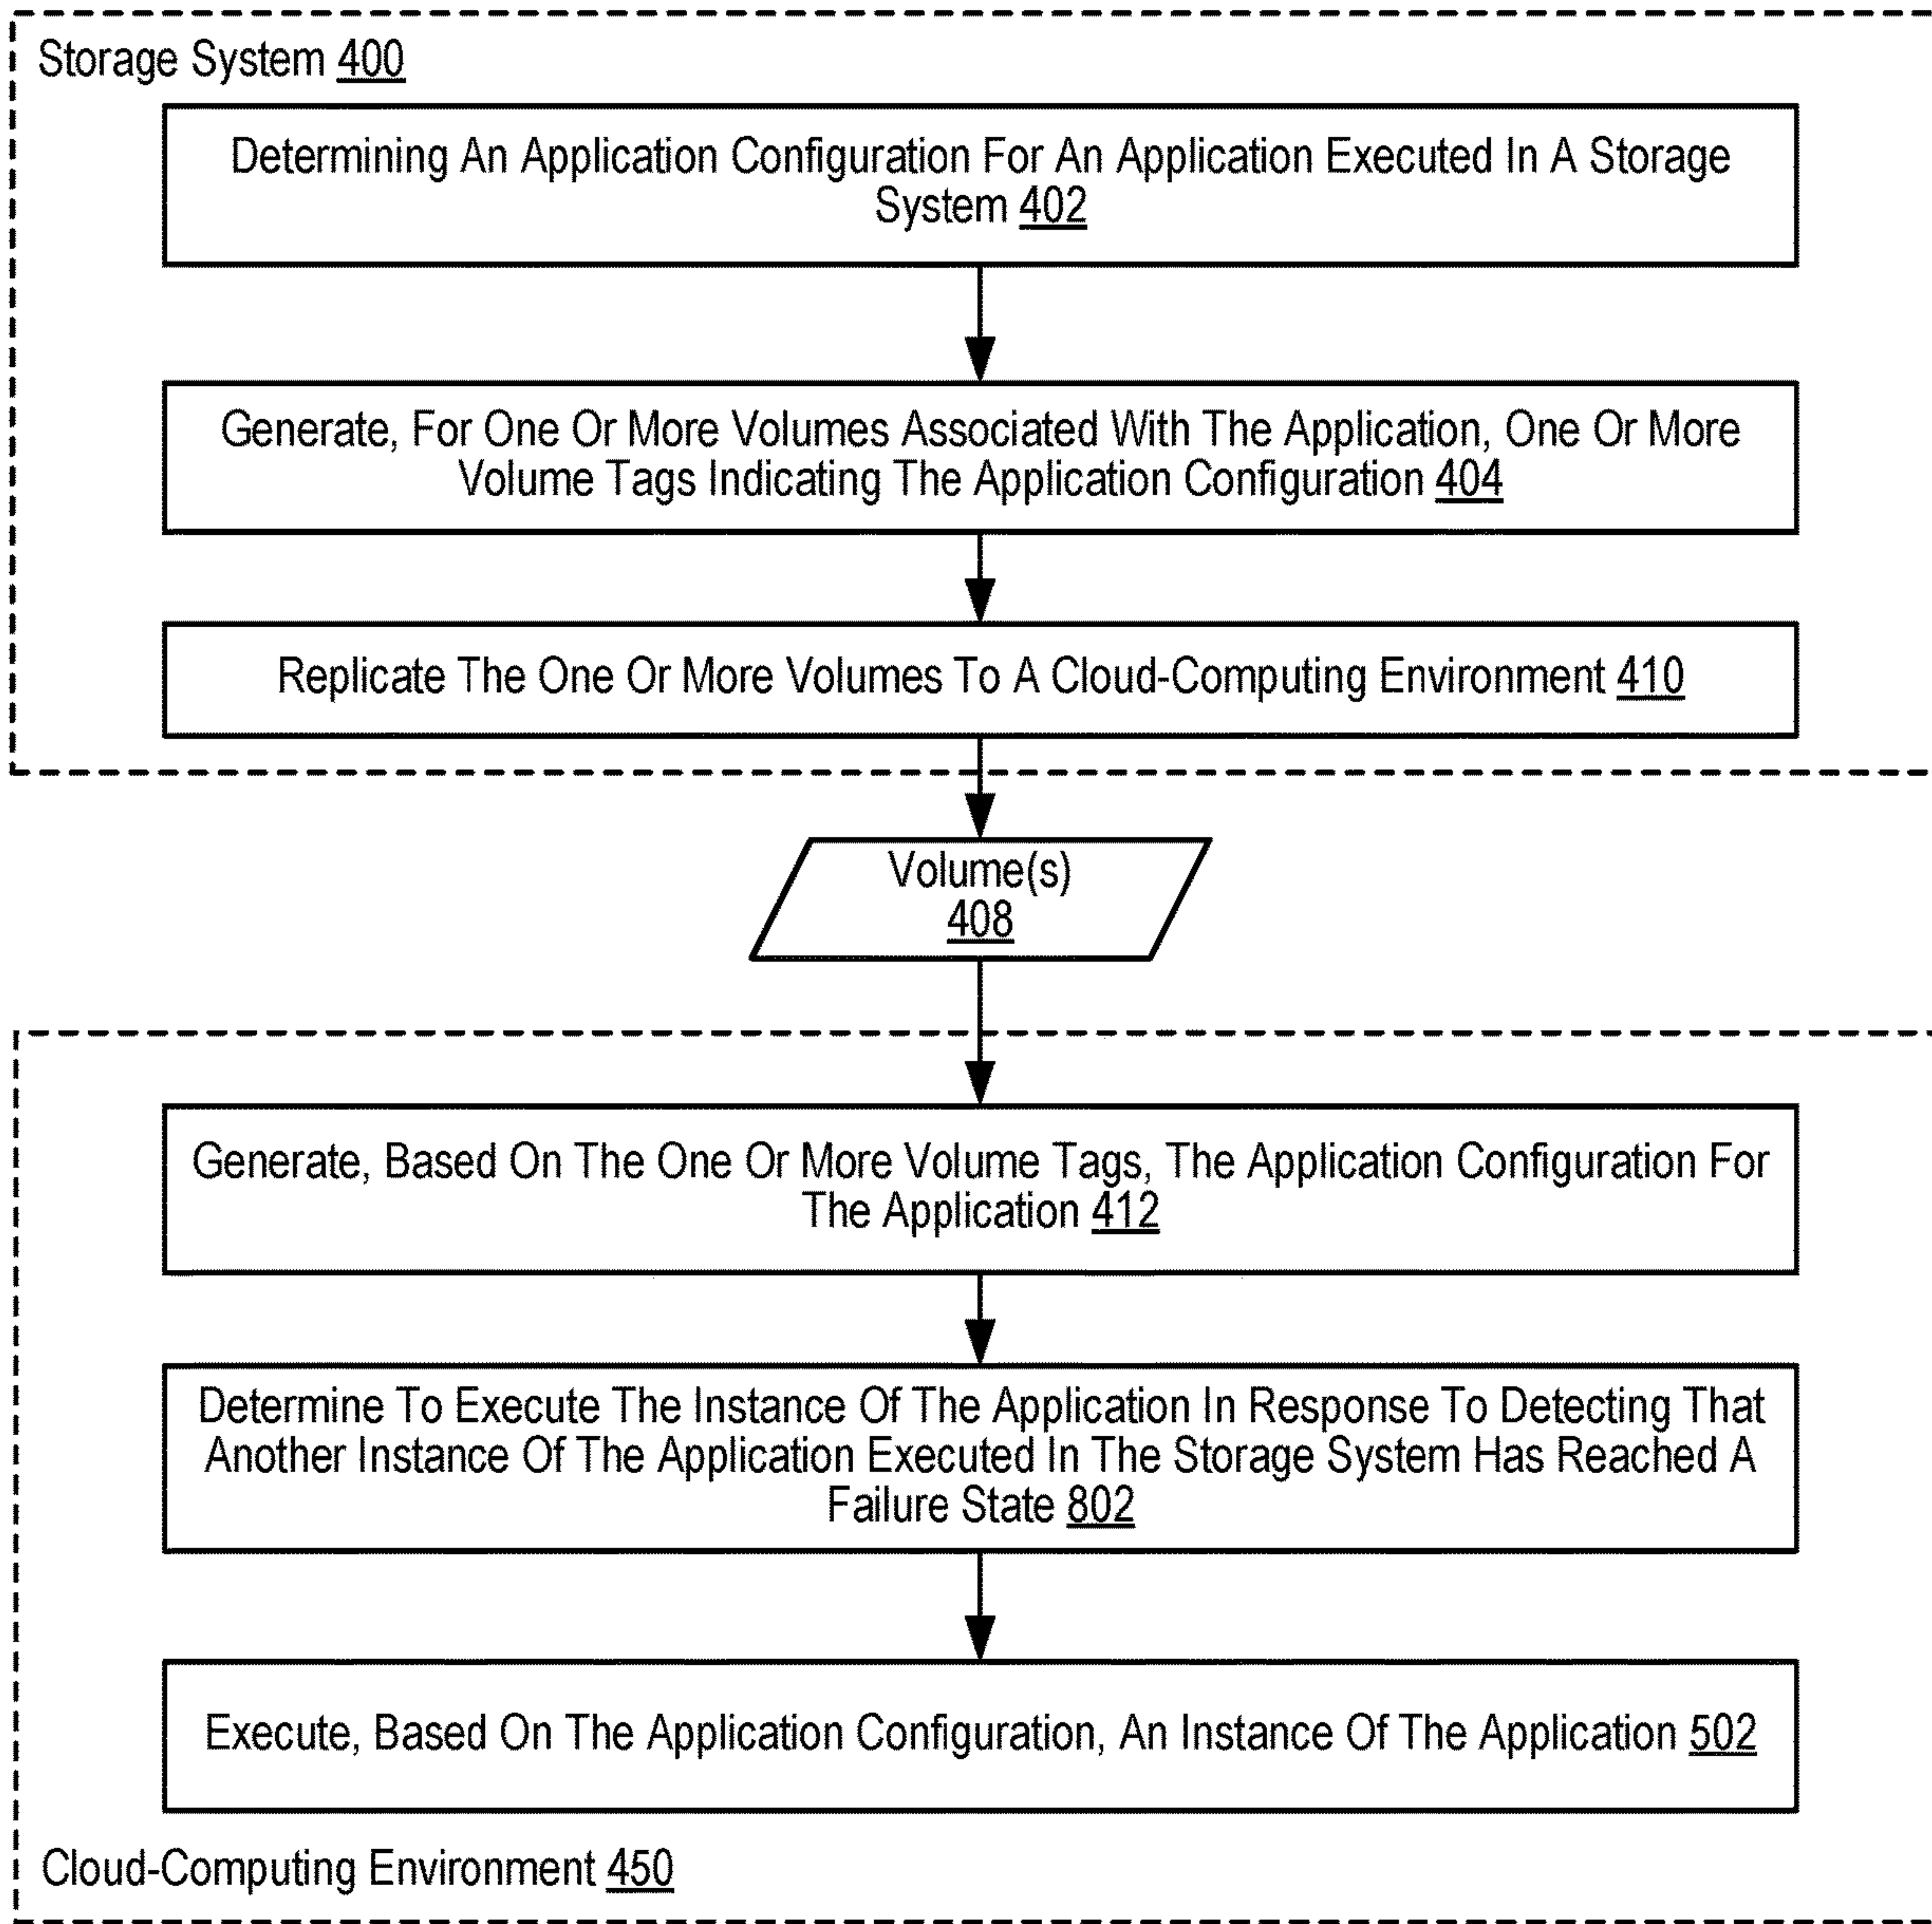 Storage System 400
Determining An Application Configuration For An Application Executed In A Storage
System 402
Generate, For One Or More Volumes Associated With The Application, One Or More
Volume Tags Indicating The Application Configuration 404
Replicate The One Or More Volumes To A Cloud-Computing Environment 410
Volume(s)
408
Generate, Based On The One Or More Volume Tags, The Application Configuration For
The Application 412
Determine To Execute The Instance Of The Application In Response To Detecting That
Another Instance Of The Application Executed In The Storage System Has Reached A
Failure State 802
Execute, Based On The Application Configuration, An Instance Of The Application 502
Cloud-Computing Environment 450